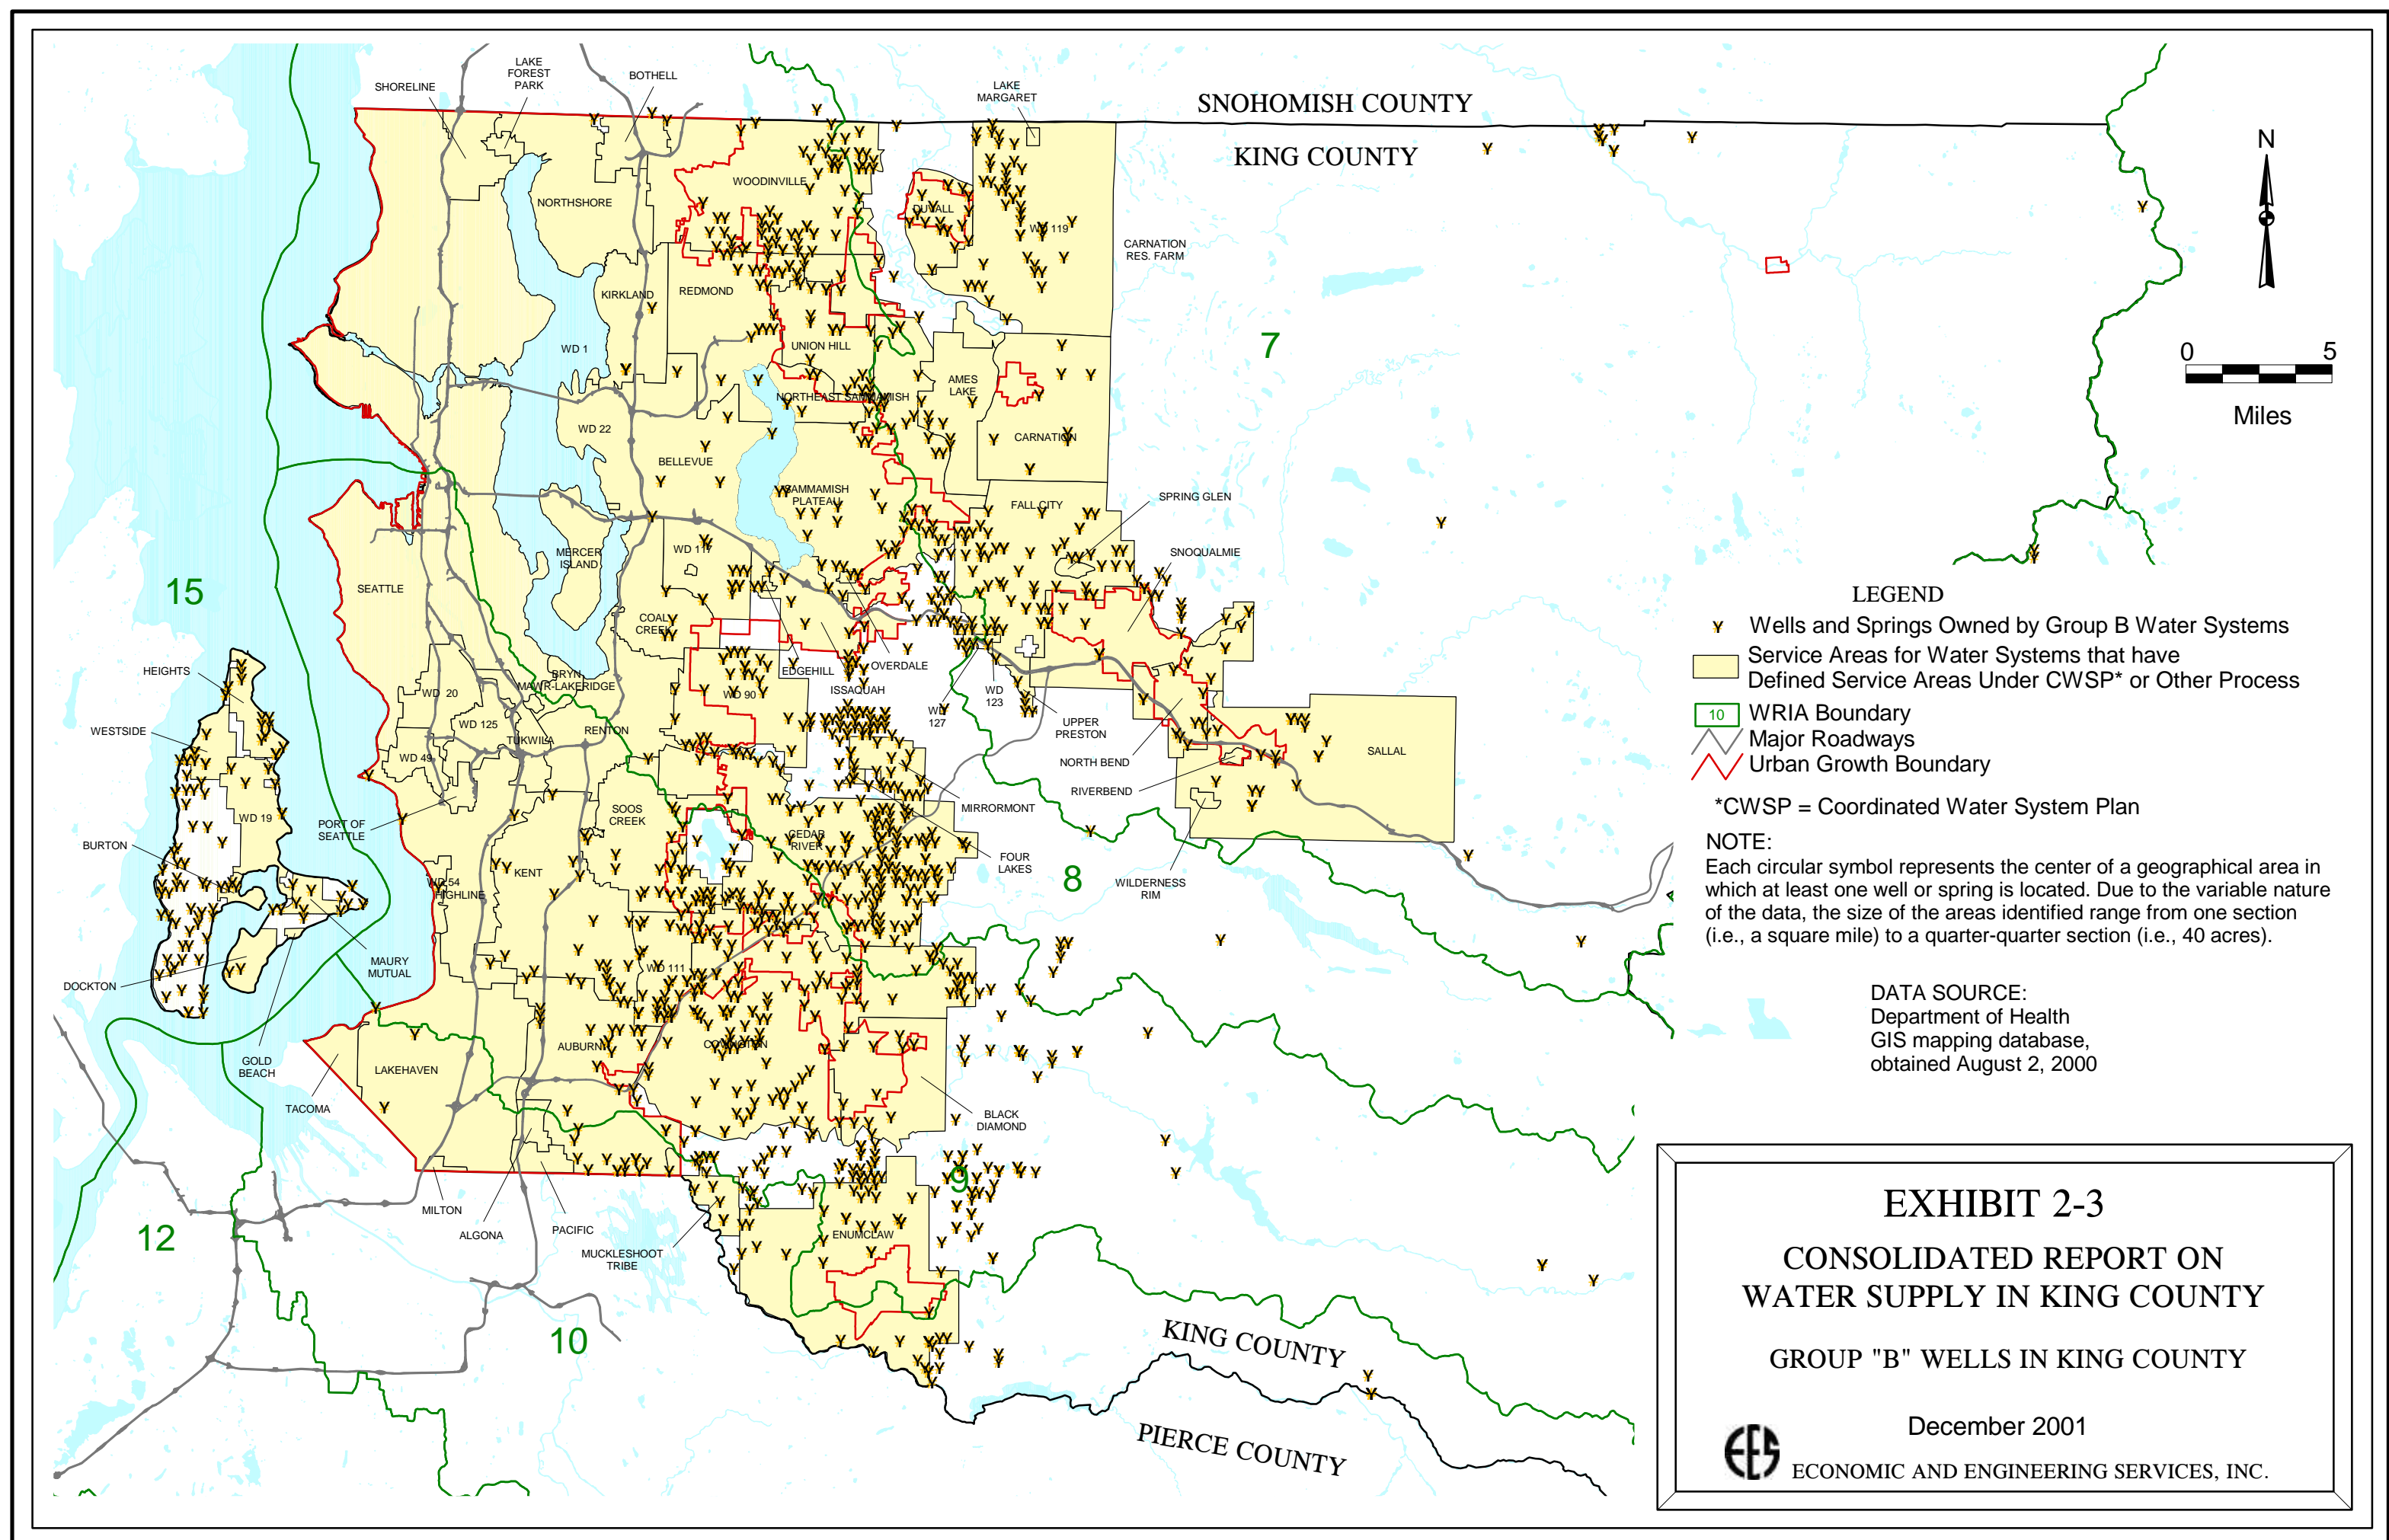 SNOHOMISH COUNTY
KING COUNTY
N
0 5
Miles
SHORELINE
LAKE
FOREST
PARK
BOTHELL
LAKE
MARGARET
WOODINVILLE
NORTHSHORE
DUVALL
WD 119
CARNATION
RES. FARM
KIRKLAND
REDMOND
WD 1
UNION HILL
7
AMES
LAKE
NORTHEAST SAMMAMISH
WD 22
CARNATION
BELLEVUE
SAMMAMISH
PLATEAU
SPRING GLEN
FALL CITY
WD 117
SNOQUALMIE
MERCER
ISLAND
SEATTLE
15
COAL
CREEK
HEIGHTS
EDGEHILL
OVERDALE
ISSAQUAH
BRYN
MAWR-LAKERIDGE
WD 20
WD 90
WD
127
WD
123
UPPER
PRESTON
WESTSIDE
WD 125
TUKWILA
RENTON
WD 49
NORTH BEND
SALLAL
RIVERBEND
MIRRORMONT
WD 19
PORT OF
SEATTLE
SOOS
CREEK
CEDAR
RIVER
BURTON
FOUR
LAKES
8
WILDERNESS
RIM
KENT
WD 54
HIGHLINE
MAURY
MUTUAL
WD 111
DOCKTON
AUBURN
COVINGTON
GOLD
BEACH
LAKEHAVEN
TACOMA
BLACK
DIAMOND
9
MILTON
ALGONA
PACIFIC
MUCKLESHOOT
TRIBE
ENUMCLAW
12
10
KING COUNTY
PIERCE COUNTY
LEGEND
Wells and Springs Owned by Group B Water Systems
Service Areas for Water Systems that have
Defined Service Areas Under CWSP* or Other Process
10 WRIA Boundary
Major Roadways
Urban Growth Boundary
*CWSP = Coordinated Water System Plan
NOTE:
Each circular symbol represents the center of a geographical area in
which at least one well or spring is located. Due to the variable nature
of the data, the size of the areas identified range from one section
(i.e., a square mile) to a quarter-quarter section (i.e., 40 acres).
DATA SOURCE:
Department of Health
GIS mapping database,
obtained August 2, 2000
EXHIBIT 2-3
CONSOLIDATED REPORT ON
WATER SUPPLY IN KING COUNTY
GROUP "B" WELLS IN KING COUNTY
December 2001
EES
ECONOMIC AND ENGINEERING SERVICES, INC.